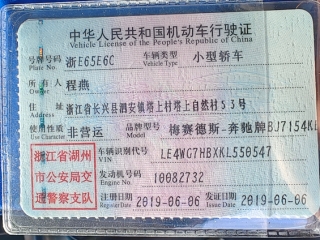 中华人民共和国机动车行驶证
Vehicle License of the People's Republic of China
号牌号码 浙E65E6C 车辆类型 小型轿车
Plate No. Vehicle Type
所有人 程燕
Owner
住址 浙江省长兴县泗安镇塔上村塔上自然村53号
Address
使用性质 非营运 品牌型号 梅赛德斯-奔驰牌BJ7154KL
Use Character Model
浙江省湖州
市公安局交
通警察支队
车辆识别代号 LE4WG7HBXKL550547
VIN
发动机号码 10082732
Engine No.
注册日期 2019-06-06 发证日期 2019-06-06
Register Date Issue Date